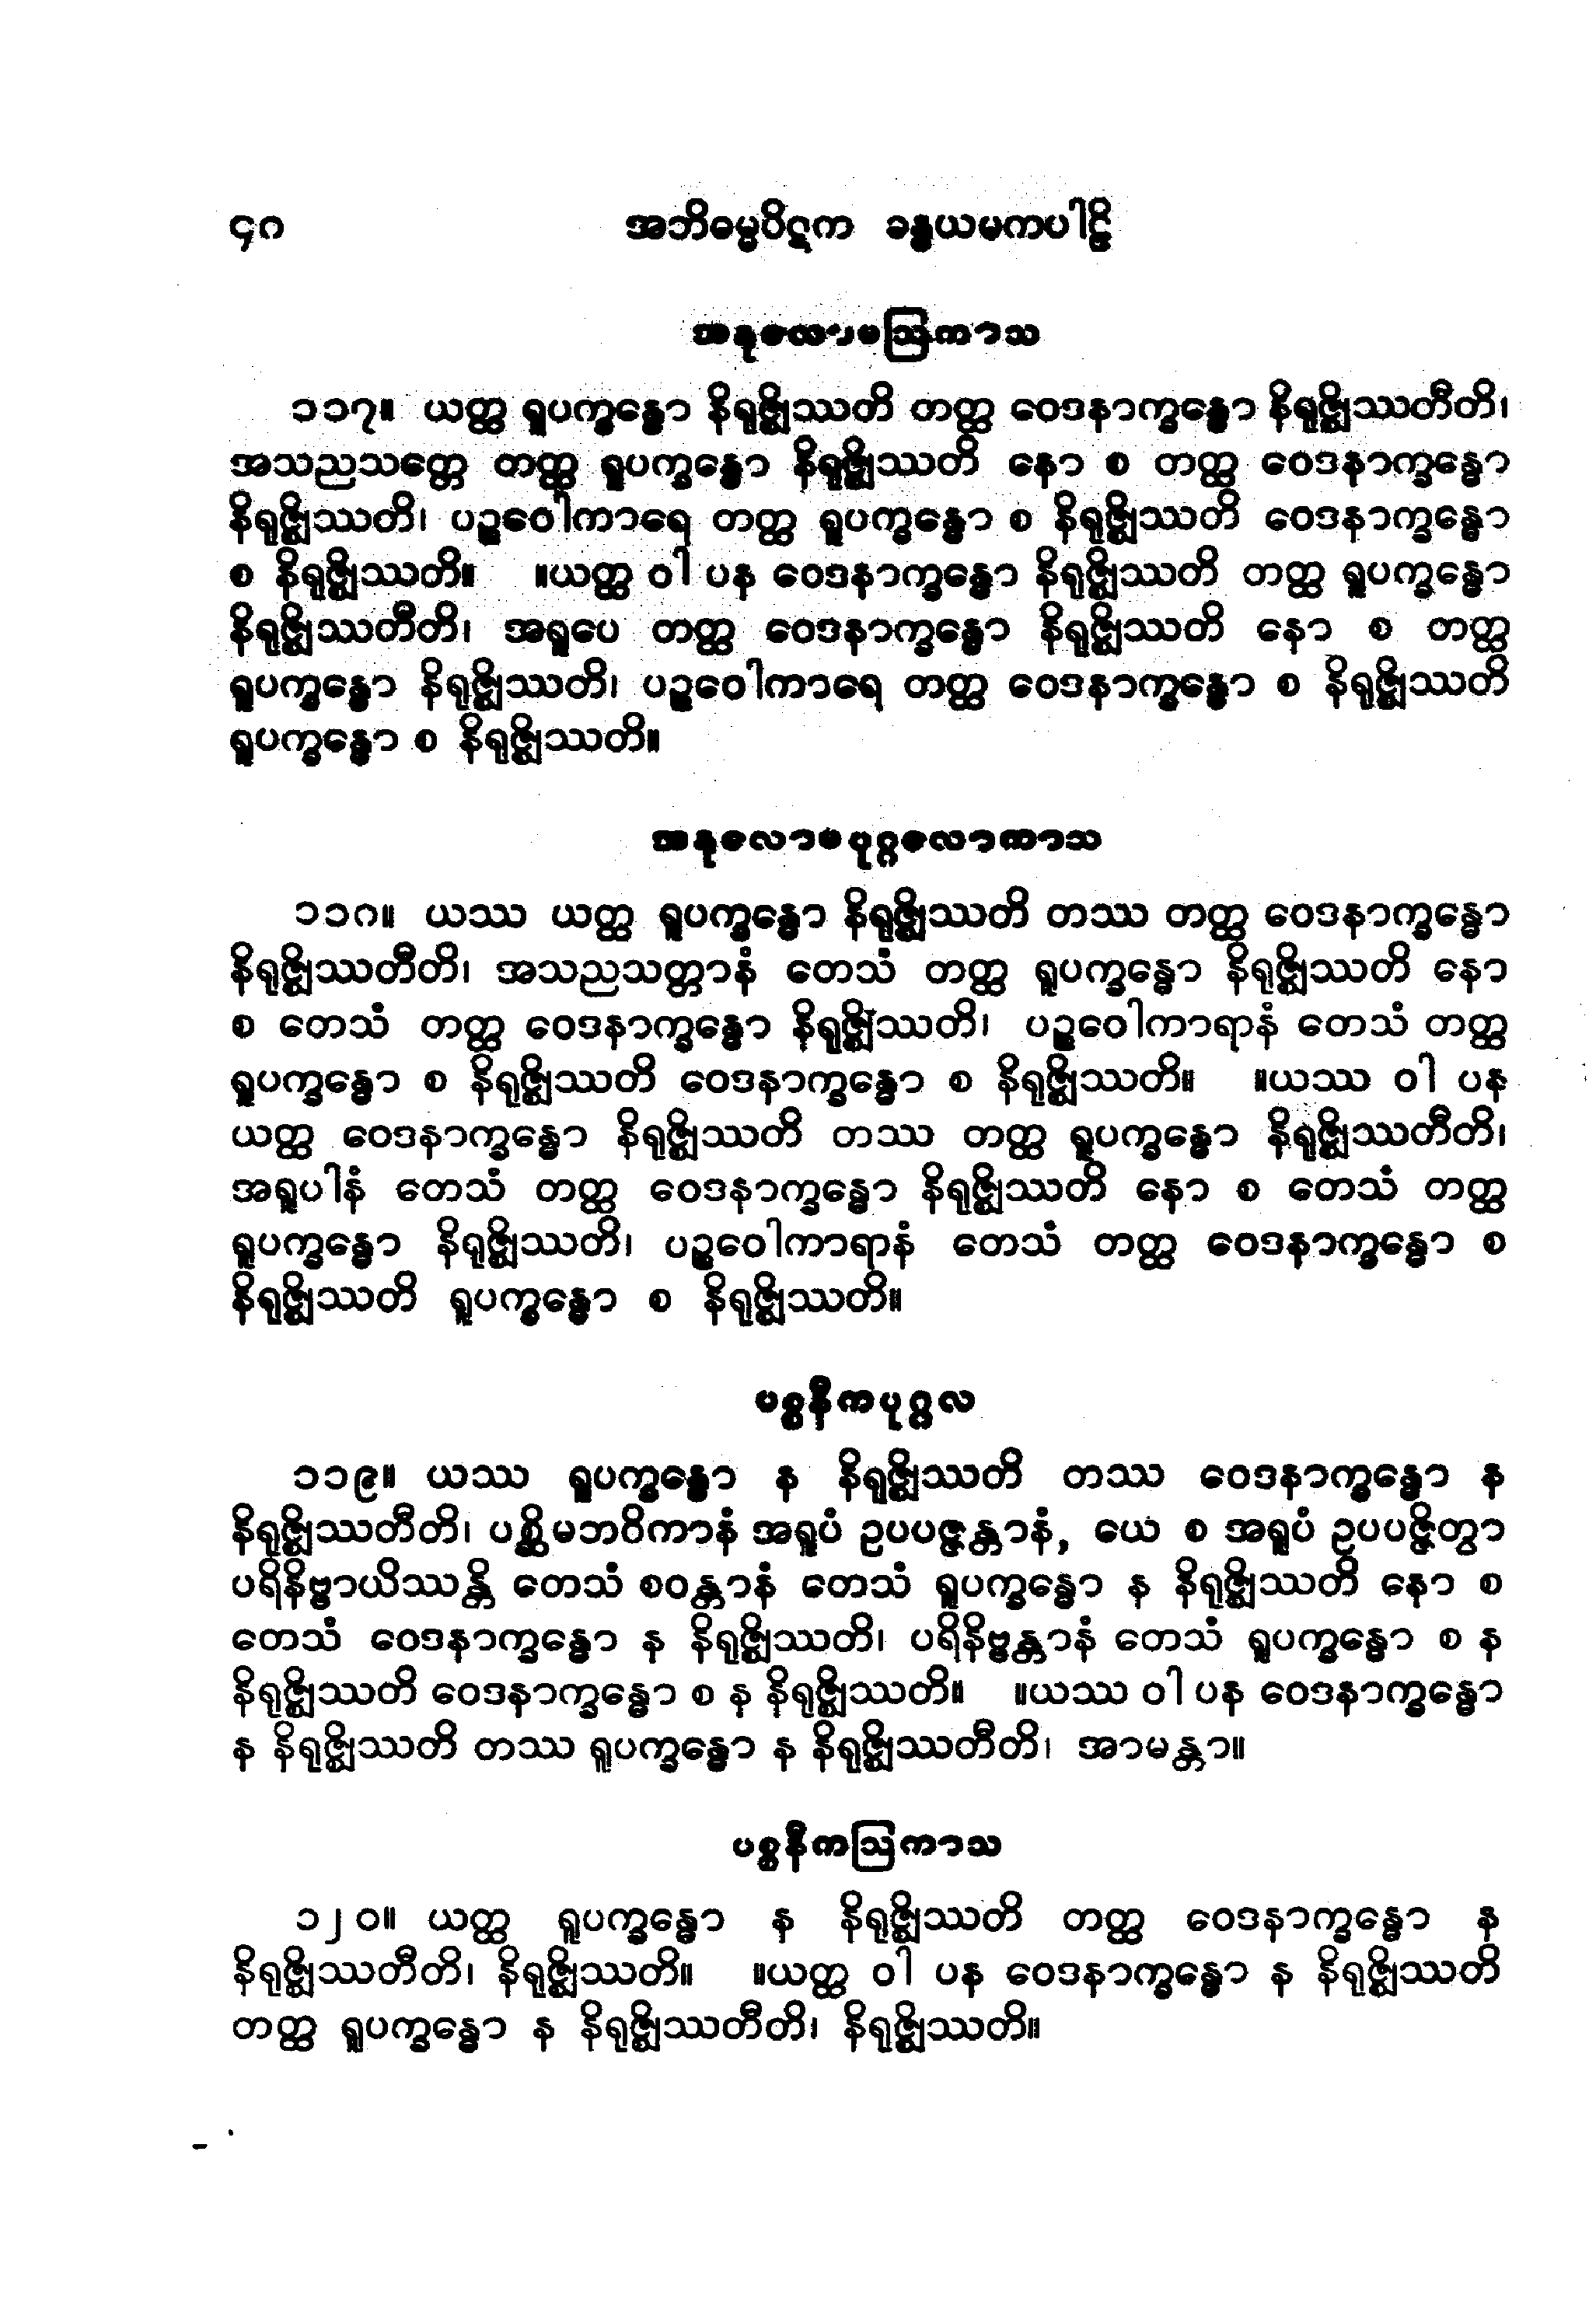 ၄၈ အဘိဓမ္မပိဋက ခန္ဓယမကပါဠိ
အနုလောမဩကာသ
၁၁၇။ ယတ္ထ ရူပက္ခန္ဓော နိရုဇ္ဈိဿတိ တတ္ထ ဝေဒနာက္ခန္ဓော နိရုဇ္ဈိဿတီတိ၊
အသညသတ္တေ တတ္ထ ရူပက္ခန္ဓော နိရုဇ္ဈိဿတိ နော စ တတ္ထ ဝေဒနာက္ခန္ဓော
နိရုဇ္ဈိဿတိ၊ ပဉ္စဝေါကာရေ တတ္ထ ရူပက္ခန္ဓော စ နိရုဇ္ဈိဿတိ ဝေဒနာက္ခန္ဓော
စ နိရုဇ္ဈိဿတိ။ ။ယတ္ထ ဝါ ပန ဝေဒနာက္ခန္ဓော နိရုဇ္ဈိဿတိ တတ္ထ ရူပက္ခန္ဓော
နိရုဇ္ဈိဿတီတိ၊ အရူပေ တတ္ထ ဝေဒနာက္ခန္ဓော နိရုဇ္ဈိဿတိ နော စ တတ္ထ
ရူပက္ခန္ဓော နိရုဇ္ဈိဿတိ၊ ပဉ္စဝေါကာရေ တတ္ထ ဝေဒနာက္ခန္ဓော စ နိရုဇ္ဈိဿတိ
ရူပက္ခန္ဓော စ နိရုဇ္ဈိဿတိ။
အနုလောမပုဂ္ဂလောကာသ
၁၁၈။ ယဿ ယတ္ထ ရူပက္ခန္ဓော နိရုဇ္ဈိဿတိ တဿ တတ္ထ ဝေဒနာက္ခန္ဓော
နိရုဇ္ဈိဿတီတိ၊ အသညသတ္တာနံ တေသံ တတ္ထ ရူပက္ခန္ဓော နိရုဇ္ဈိဿတိ နော
စ တေသံ တတ္ထ ဝေဒနာက္ခန္ဓော နိရုဇ္ဈိဿတိ၊ ပဉ္စဝေါကာရာနံ တေသံ တတ္ထ
ရူပက္ခန္ဓော စ နိရုဇ္ဈိဿတိ ဝေဒနာက္ခန္ဓော စ နိရုဇ္ဈိဿတိ။ ။ယဿ ဝါ ပန
ယတ္ထ ဝေဒနာက္ခန္ဓော နိရုဇ္ဈိဿတိ တဿ တတ္ထ ရူပက္ခန္ဓော နိရုဇ္ဈိဿတီတိ၊
အရူပါနံ တေသံ တတ္ထ ဝေဒနာက္ခန္ဓော နိရုဇ္ဈိဿတိ နော စ တေသံ တတ္ထ
ရူပက္ခန္ဓော နိရုဇ္ဈိဿတိ၊ ပဉ္စဝေါကာရာနံ တေသံ တတ္ထ ဝေဒနာက္ခန္ဓော စ
နိရုဇ္ဈိဿတိ ရူပက္ခန္ဓော စ နိရုဇ္ဈိဿတိ။
ပစ္စနီကပုဂ္ဂလ
၁၁၉။ ယဿ ရူပက္ခန္ဓော န နိရုဇ္ဈိဿတိ တဿ ဝေဒနာက္ခန္ဓော န
နိရုဇ္ဈိဿတီတိ၊ ပစ္ဆိမဘဝိကာနံ အရူပံ ဥပပဇ္ဇန္တာနံ, ယေ စ အရူပံ ဥပပဇ္ဇိတွာ
ပရိနိဗ္ဗာယိဿန္တိ တေသံ စဝန္တာနံ တေသံ ရူပက္ခန္ဓော န နိရုဇ္ဈိဿတိ နော စ
တေသံ ဝေဒနာက္ခန္ဓော န နိရုဇ္ဈိဿတိ၊ ပရိနိဗ္ဗန္တာနံ တေသံ ရူပက္ခန္ဓော စ န
နိရုဇ္ဈိဿတိ ဝေဒနာက္ခန္ဓော စ န နိရုဇ္ဈိဿတိ။ ။ယဿ ဝါ ပန ဝေဒနာက္ခန္ဓော
န နိရုဇ္ဈိဿတိ တဿ ရူပက္ခန္ဓော န နိရုဇ္ဈိဿတီတိ၊ အာမန္တာ။
ပစ္စနီကဩကာသ
၁၂၀။ ယတ္ထ ရူပက္ခန္ဓော န နိရုဇ္ဈိဿတိ တတ္ထ ဝေဒနာက္ခန္ဓော န
နိရုဇ္ဈိဿတီတိ၊ နိရုဇ္ဈိဿတိ။ ။ယတ္ထ ဝါ ပန ဝေဒနာက္ခန္ဓော န နိရုဇ္ဈိဿတိ
တတ္ထ ရူပက္ခန္ဓော န နိရုဇ္ဈိဿတီတိ၊ နိရုဇ္ဈိဿတိ။